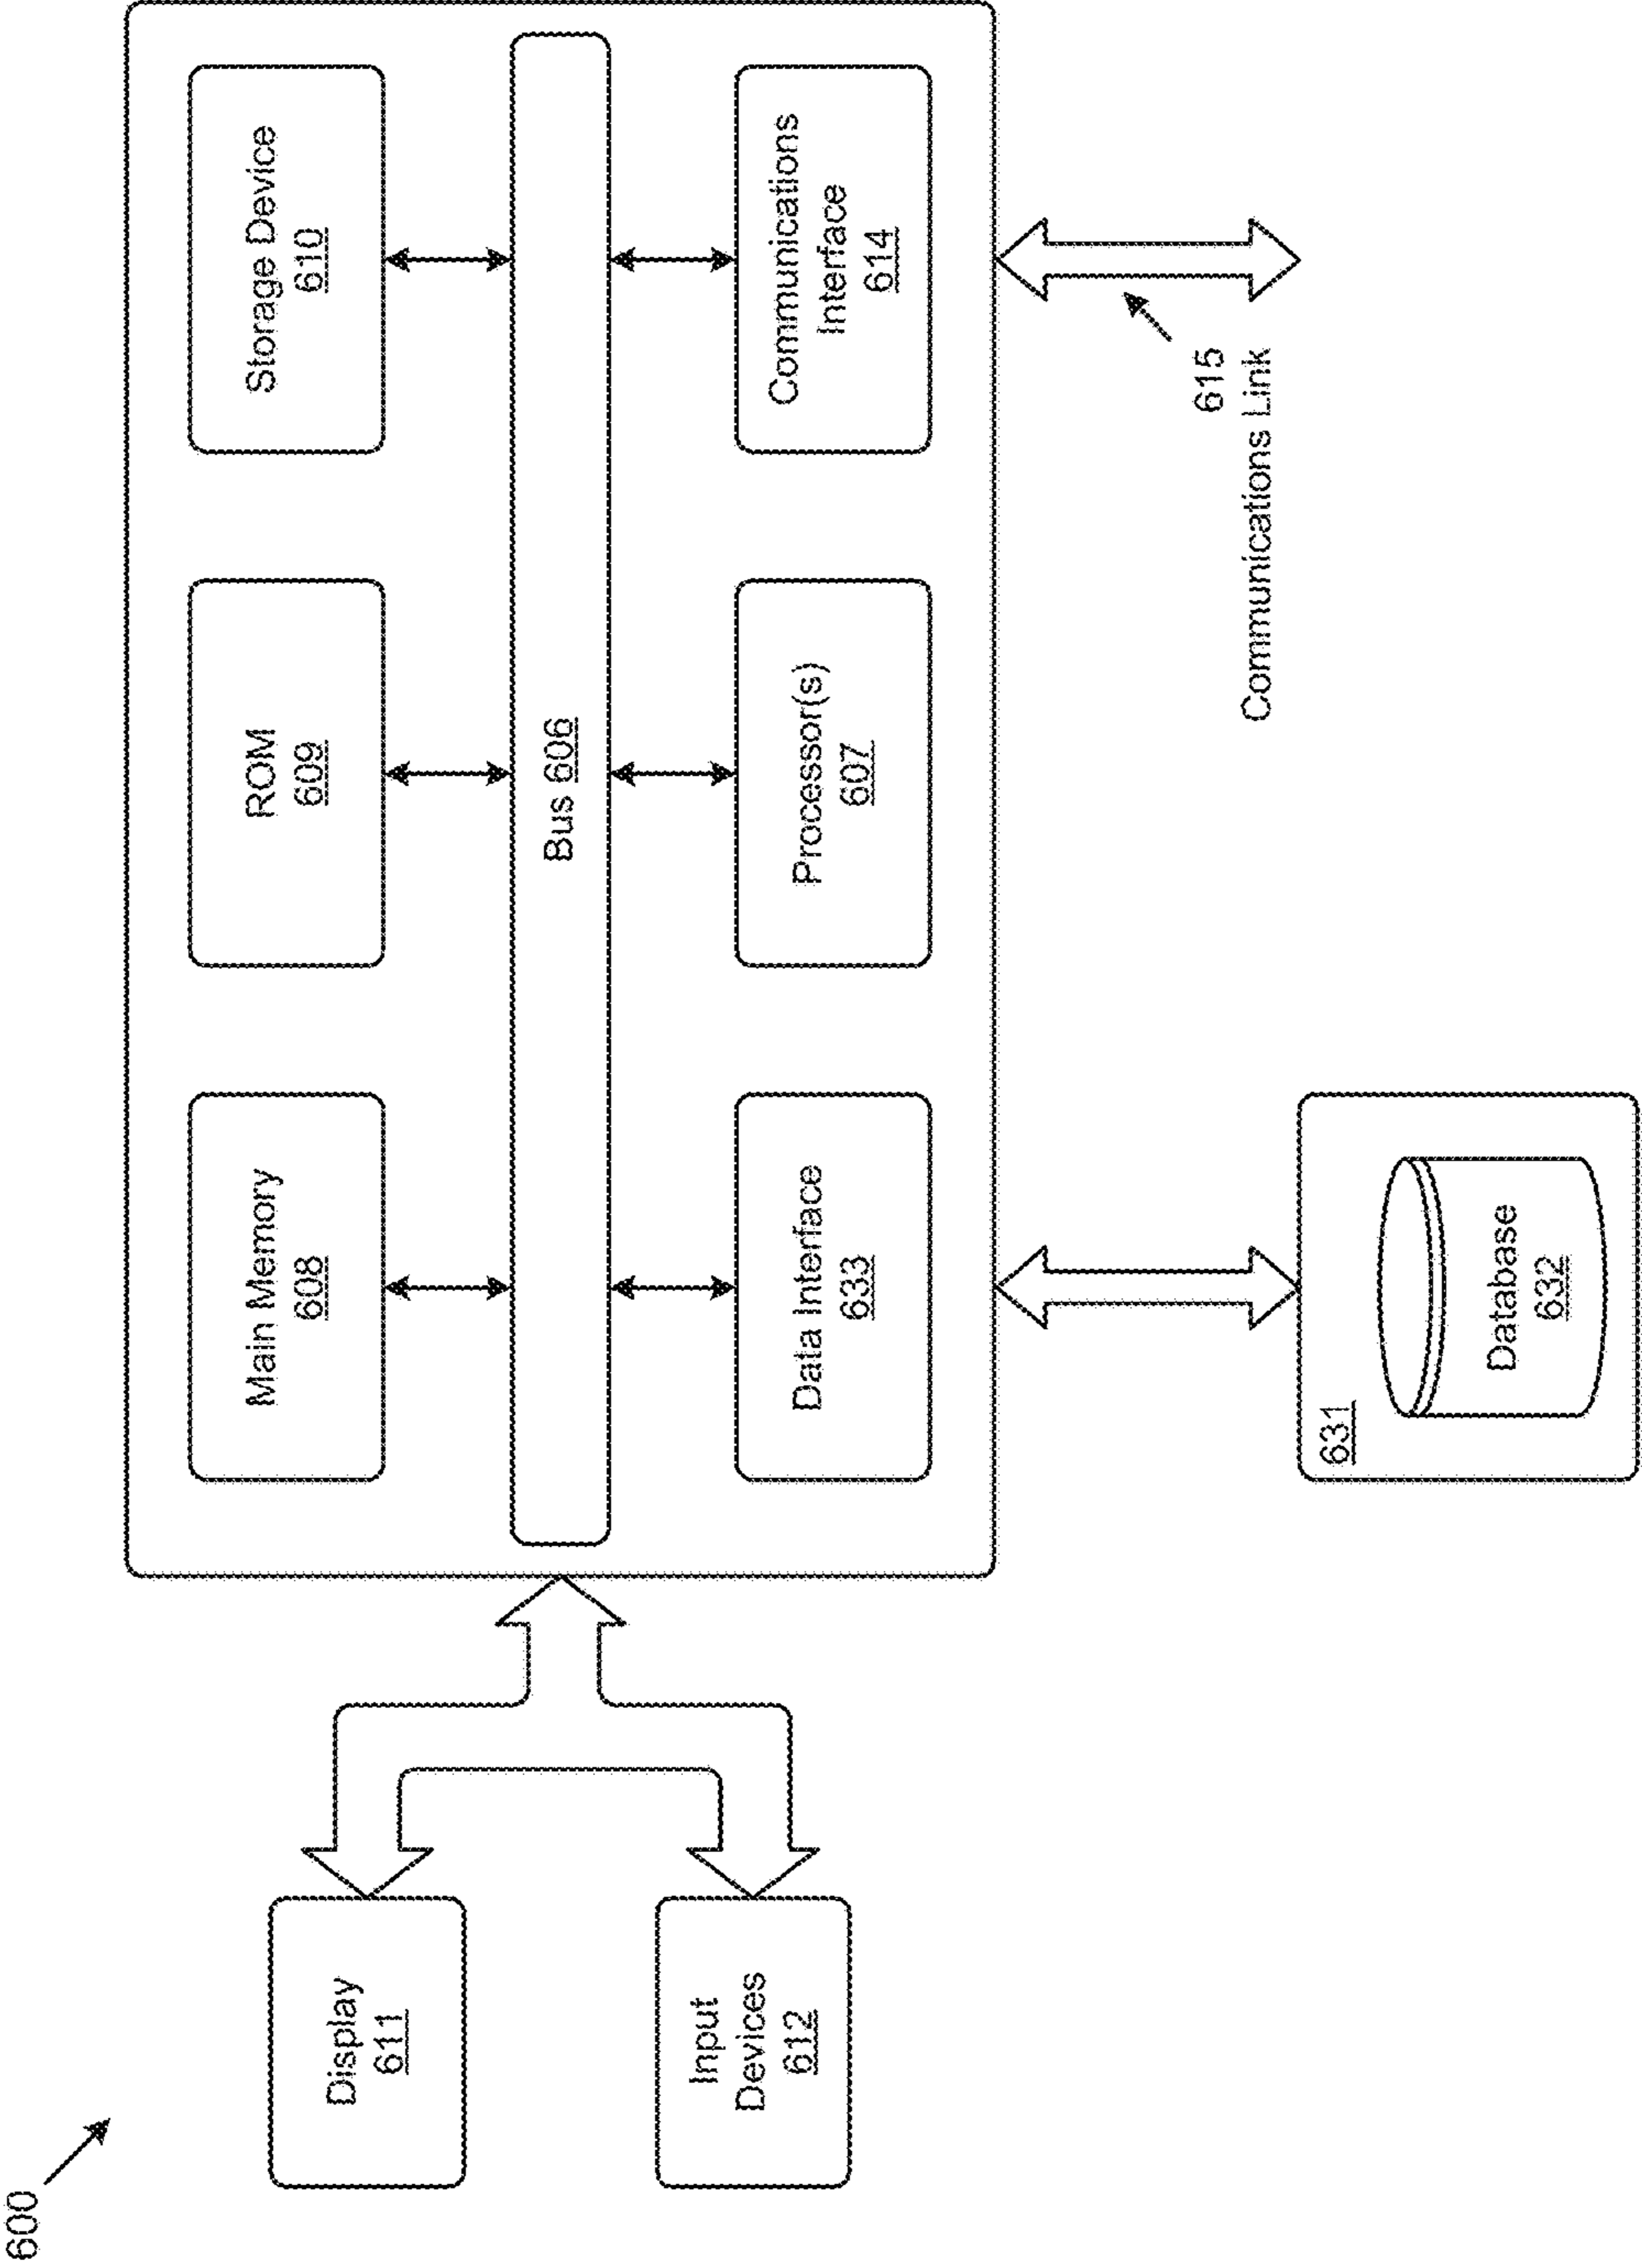 600
Display
611
Input
Devices
612
Main Memory
608
ROM
609
Storage Device
610
Bus 606
Data Interface
633
Processor(s)
607
Communications
Interface
614
615
Communications Link
631
Database
632